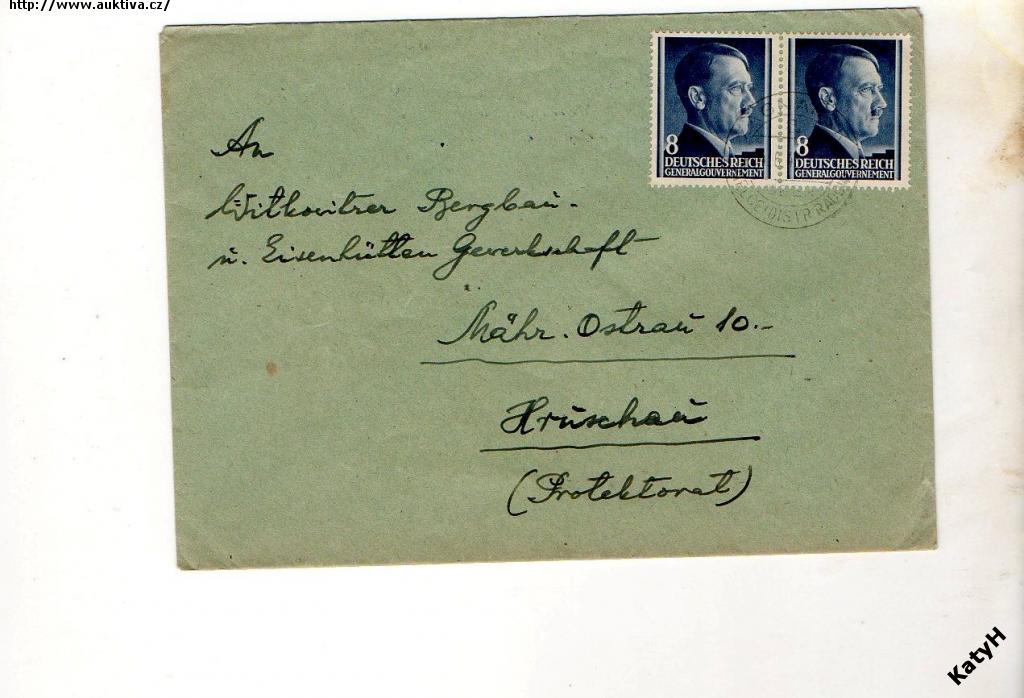 http://www.auktiva.cz/
8
DEUTSCHES REICH
GENERALGOUVERNEMENT
8
DEUTSCHES REICH
GENERALGOUVERNEMENT
An
Witkowitzer Bergbau-
u. Eisenhütten Gewerkschaft
Mähr. Ostrau 10.-
Hruschau
(Protektorat)
KatyH